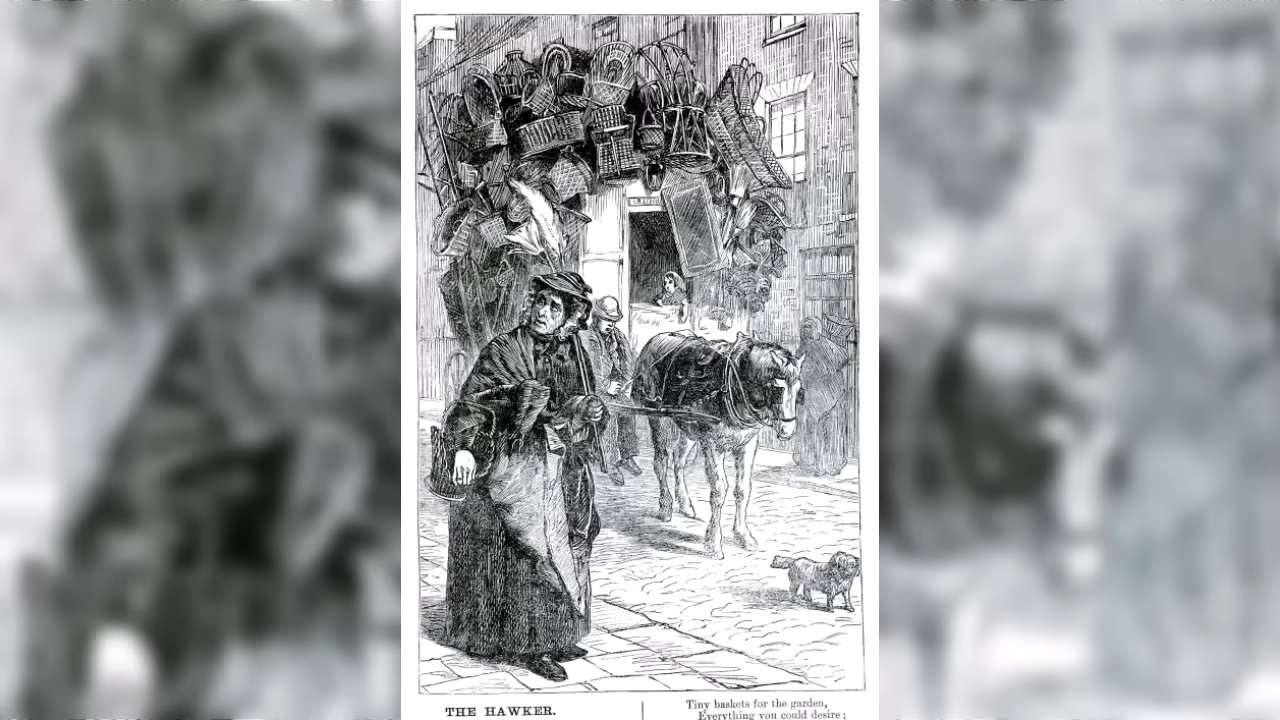 THE HAWKER.
Tiny baskets for the garden,
Everything you could desire;